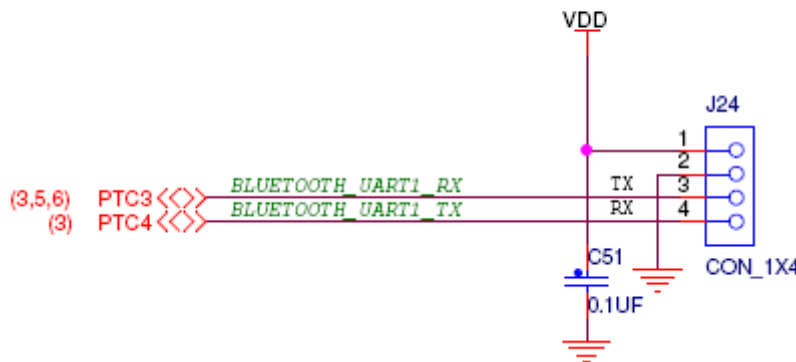 VDD
J24
1
2
(3,5,6) PTC3 BLUETOOTH_UART1_RX TX 3
(3) PTC4 BLUETOOTH_UART1_TX RX 4
C51
CON_1X4
0.1UF